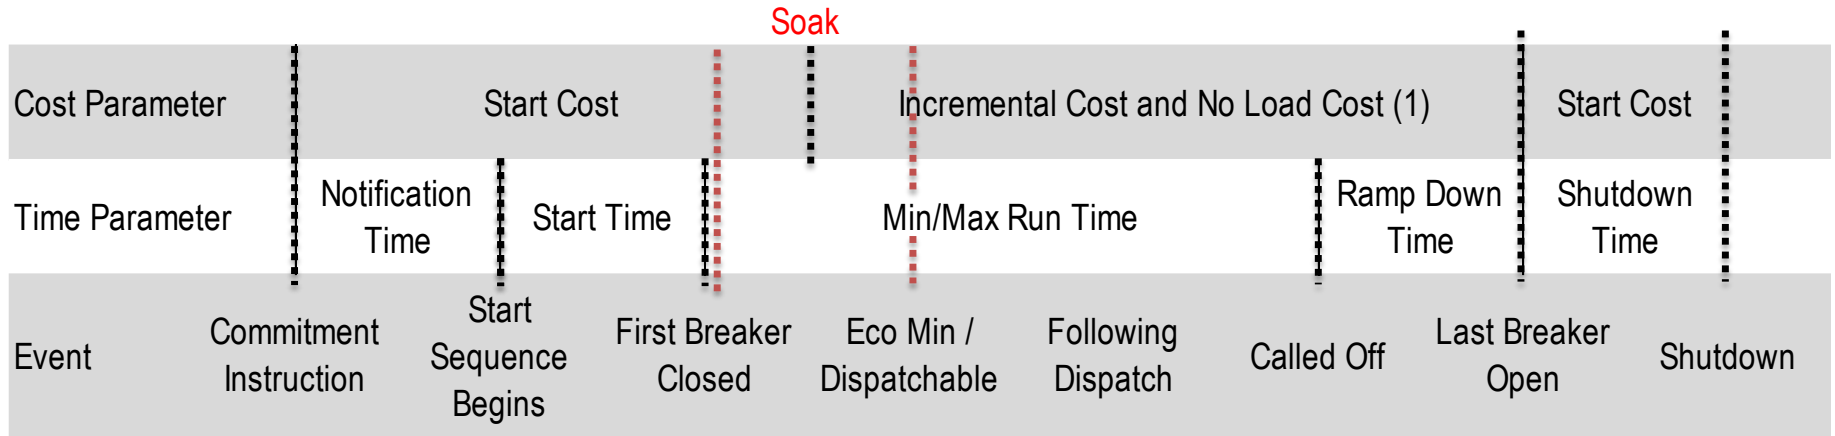 Soak
Cost Parameter
Start Cost
Incremental Cost and No Load Cost (1)
Start Cost
Time Parameter
Notification
Time
Start Time
Min/Max Run Time
Ramp Down
Time
Shutdown
Time
Event
Commitment
Instruction
Start
Sequence
Begins
First Breaker
Closed
Eco Min /
Dispatchable
Following
Dispatch
Called Off
Last Breaker
Open
Shutdown